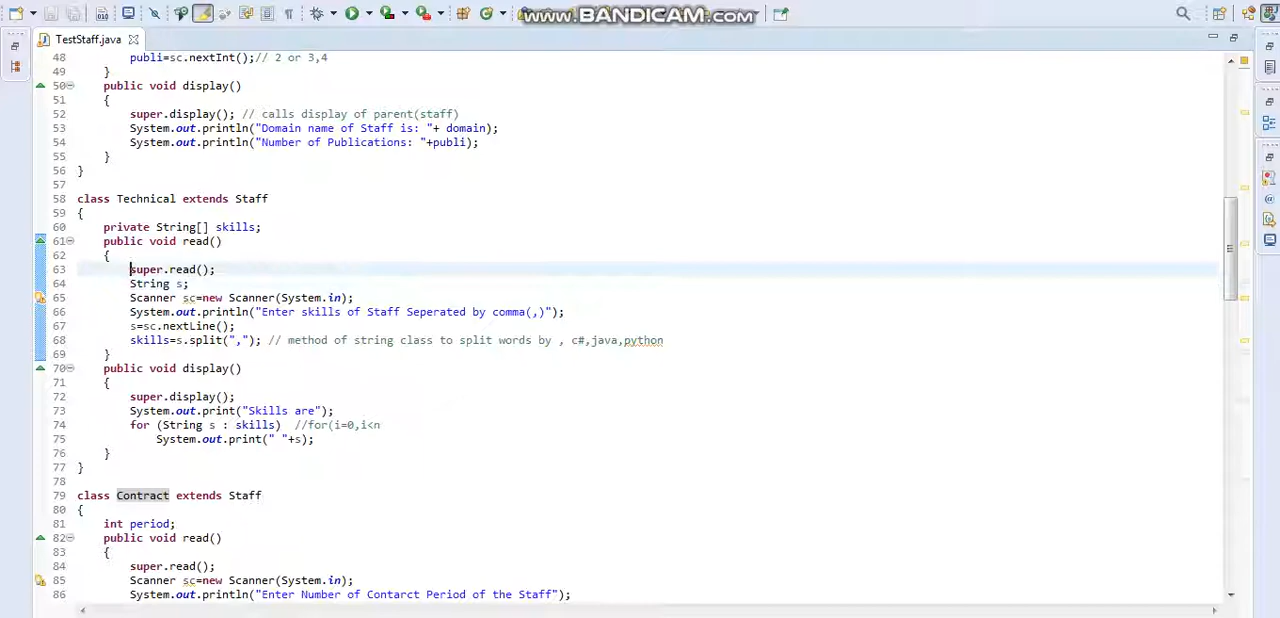 www.BANDICAM.com
TestStaff.java
48 publi=sc.nextInt();// 2 or 3,4
49 }
50 public void display()
51 {
52 super.display(); // calls display of parent(staff)
53 System.out.println("Domain name of Staff is: "+ domain);
54 System.out.println("Number of Publications: "+publi);
55 }
56 }
57
58 class Technical extends Staff
59 {
60 private String[] skills;
61 public void read()
62 {
63 super.read();
64 String s;
65 Scanner sc=new Scanner(System.in);
66 System.out.println("Enter skills of Staff Seperated by comma(,)");
67 s=sc.nextLine();
68 skills=s.split(","); // method of string class to split words by , c#,java,python
69 }
70 public void display()
71 {
72 super.display();
73 System.out.print("Skills are");
74 for (String s : skills) //for(i=0,i<n
75 System.out.print(" "+s);
76 }
77 }
78
79 class Contract extends Staff
80 {
81 int period;
82 public void read()
83 {
84 super.read();
85 Scanner sc=new Scanner(System.in);
86 System.out.println("Enter Number of Contarct Period of the Staff");